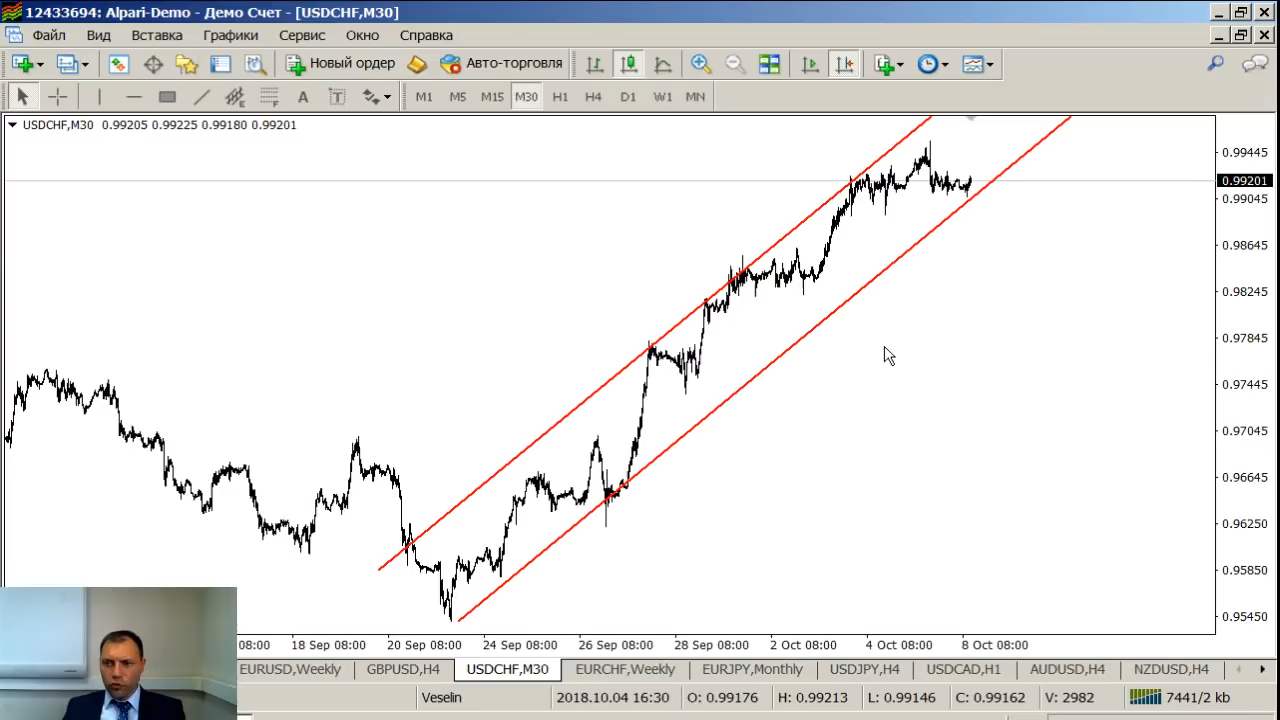 12433694: Alpari-Demo - Демо Счет - [USDCHF,M30]
Файл Вид Вставка Графики Сервис Окно Справка
Новый ордер Авто-торговля
A T M1 M5 M15 M30 H1 H4 D1 W1 MN
USDCHF,M30 0.99205 0.99225 0.99180 0.99201
0.99445
0.99201
0.99045
0.98645
0.98245
0.97845
0.97445
0.97045
0.96645
0.96250
0.95850
0.95450
08:00 18 Sep 08:00 20 Sep 08:00 24 Sep 08:00 26 Sep 08:00 28 Sep 08:00 2 Oct 08:00 4 Oct 08:00 8 Oct 08:00
EURUSD,Weekly GBPUSD,H4 USDCHF,M30 EURCHF,Weekly EURJPY,Monthly USDJPY,H4 USDCAD,H1 AUDUSD,H4 NZDUSD,H4
Veselin 2018.10.04 16:30 O: 0.99176 H: 0.99213 L: 0.99146 C: 0.99162 V: 2982 7441/2 kb